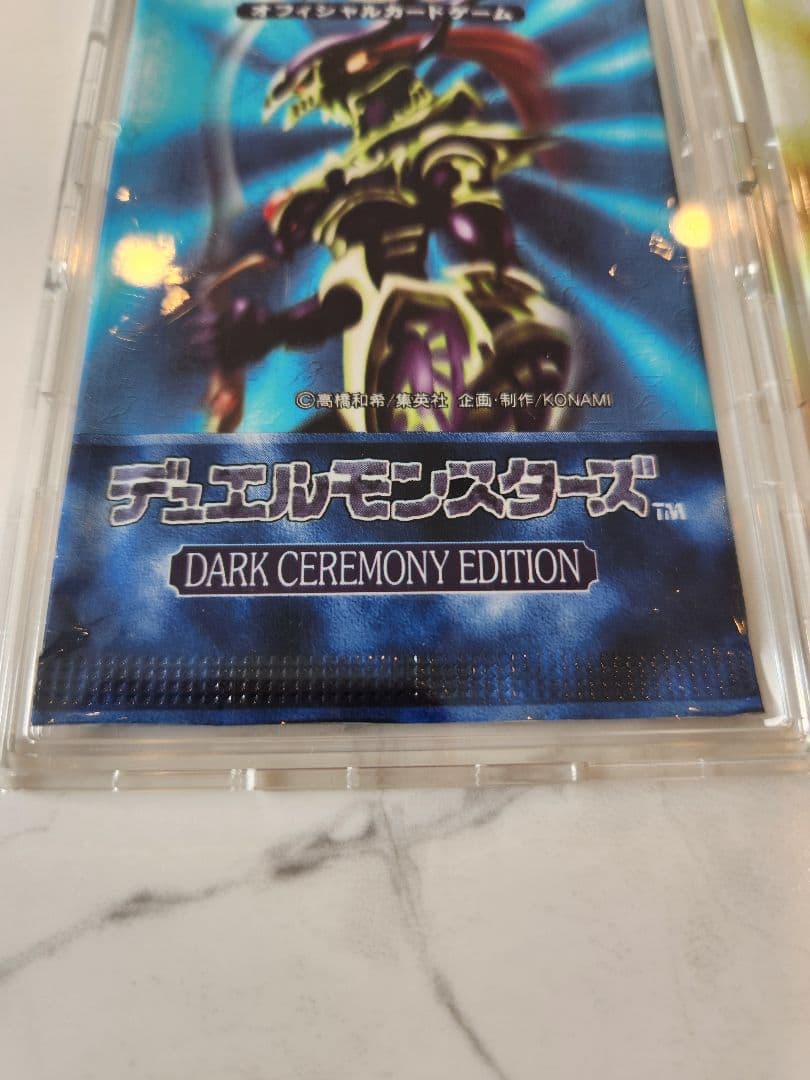 オフィシャルカードゲーム
©高橋和希/集英社 企画・制作/KONAMI
デュエルモンスターズ™
DARK CEREMONY EDITION